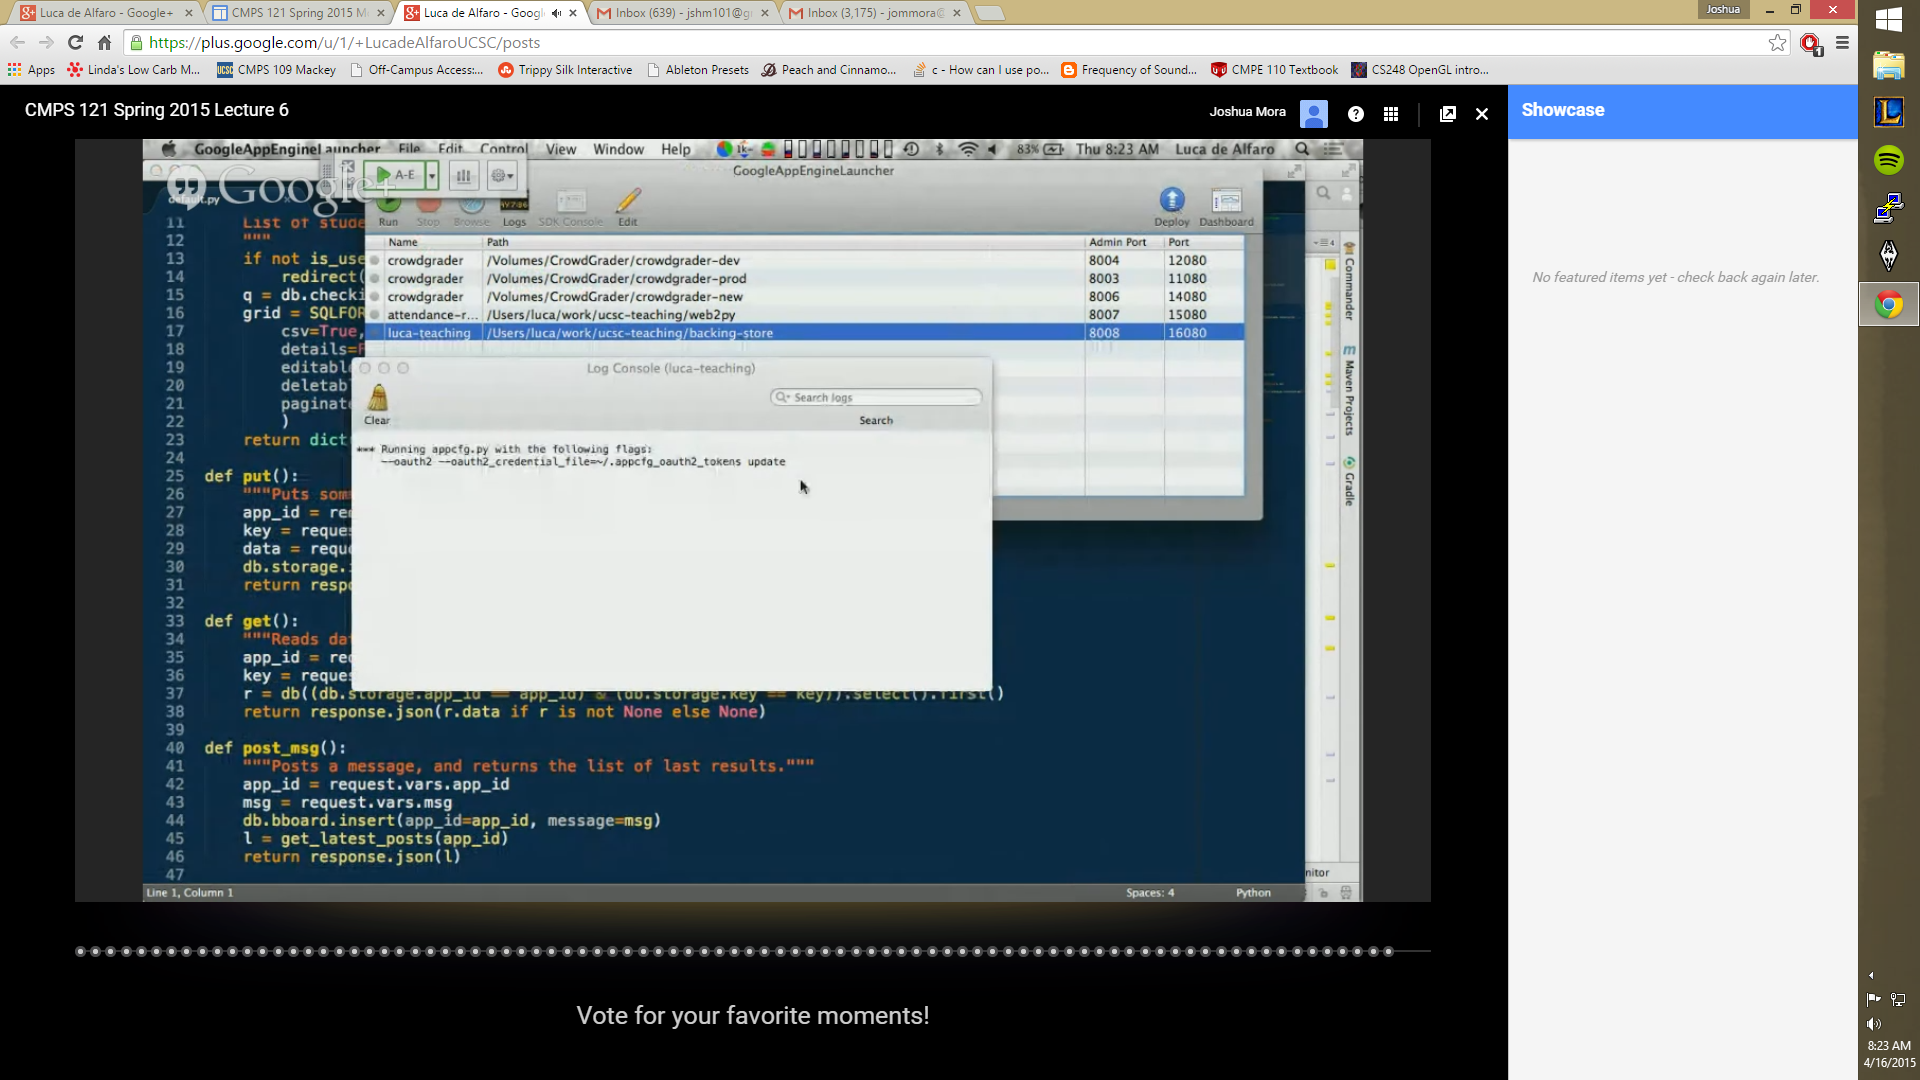 Luca de Alfaro - Google+
CMPS 121 Spring 2015 M
Luca de Alfaro - Googl
Inbox (639) - jshm101@g
Inbox (3,175) - jommora@
Joshua
https://plus.google.com/u/1/+LucadeAlfaroUCSC/posts
Apps
Linda's Low Carb M...
CMPS 109 Mackey
Off-Campus Access:...
Trippy Silk Interactive
Ableton Presets
Peach and Cinnamo...
c - How can I use po...
Frequency of Sound...
CMPE 110 Textbook
CS248 OpenGL intro...
CMPS 121 Spring 2015 Lecture 6
Joshua Mora
Showcase
No featured items yet - check back again later.
GoogleAppEngineLauncher File Edit Control View Window Help
83% Thu 8:23 AM Luca de Alfaro
GoogleAppEngineLauncher
A-E
Google+
default.py
Run Stop Browse Logs SDK Console Edit Deploy Dashboard
Name Path Admin Port Port
crowdgrader /Volumes/CrowdGrader/crowdgrader-dev 8004 12080
crowdgrader /Volumes/CrowdGrader/crowdgrader-prod 8003 11080
crowdgrader /Volumes/CrowdGrader/crowdgrader-new 8006 14080
attendance-r... /Users/luca/work/ucsc-teaching/web2py 8007 15080
luca-teaching /Users/luca/work/ucsc-teaching/backing-store 8008 16080
Log Console (luca-teaching)
Search logs
Clear
Search
*** Running appcfg.py with the following flags:
--oauth2 --oauth2_credential_file=~/.appcfg_oauth2_tokens update
11 List of stude
12 """
13 if not is_use
14 redirect(
15 q = db.checki
16 grid = SQLFOR
17 csv=True,
18 details=F
19 editabl
20 deletab
21 paginate
22 )
23 return dict
24
25 def put():
26 """Puts som
27 app_id = re
28 key = reques
29 data = requ
30 db.storage.
31 return resp
32
33 def get():
34 """Reads da
35 app_id = re
36 key = reques
37 r = db((db.storage.app_id == app_id) & (db.storage.key == key)).select().first()
38 return response.json(r.data if r is not None else None)
39
40 def post_msg():
41 """Posts a message, and returns the list of last results."""
42 app_id = request.vars.app_id
43 msg = request.vars.msg
44 db.bboard.insert(app_id=app_id, message=msg)
45 l = get_latest_posts(app_id)
46 return response.json(l)
47
Line 1, Column 1
Spaces: 4
Python
Commander
Maven Projects
Gradle
nitor
Vote for your favorite moments!
8:23 AM
4/16/2015